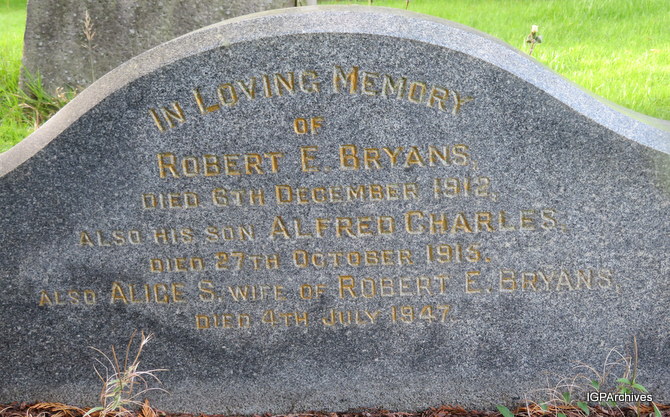 IN LOVING MEMORY
OF
ROBERT E. BRYANS.
DIED 6TH DECEMBER 1912.
ALSO HIS SON ALFRED CHARLES.
DIED 27TH OCTOBER 1915.
ALSO ALICE S. WIFE OF ROBERT E. BRYANS.
DIED 4TH JULY 1947.
IGPArchives